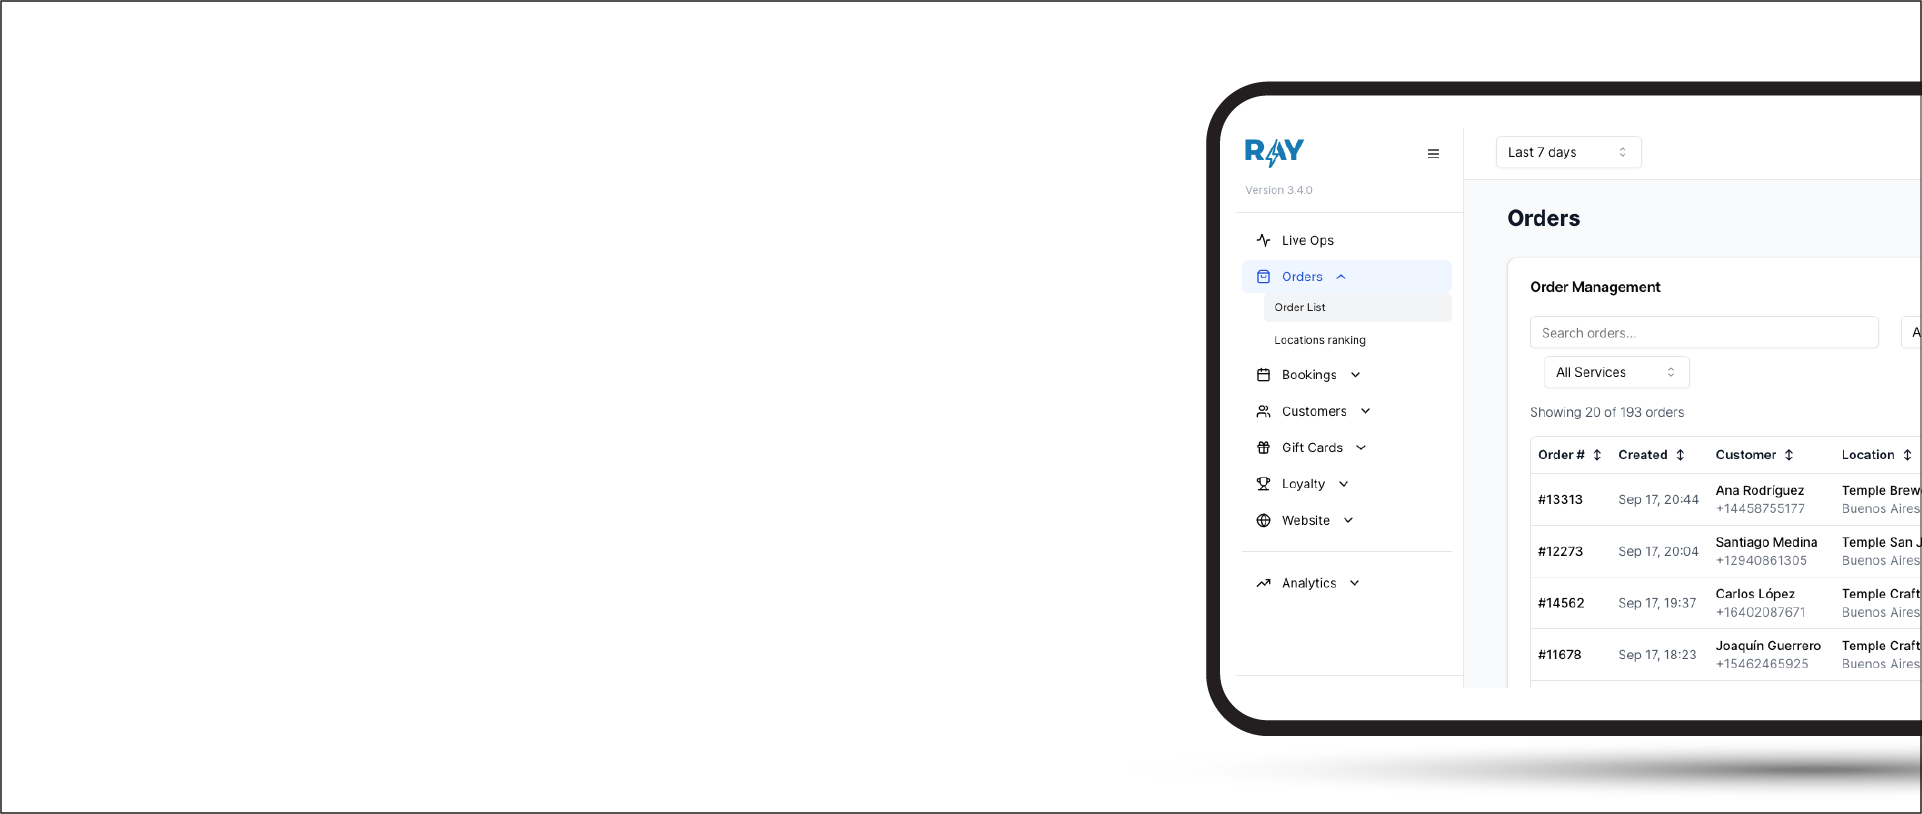 RAY
Version 3.4.0
Live Ops
Orders
Order List
Locations ranking
Bookings
Customers
Gift Cards
Loyalty
Website
Analytics
Last 7 days
Orders
Order Management
Search orders...
A
All Services
Showing 20 of 193 orders
Order # Created Customer Location
#13313 Sep 17, 20:44 Ana Rodríguez Temple Brew
+14458755177 Buenos Aires
#12273 Sep 17, 20:04 Santiago Medina Temple San J
+12940861305 Buenos Aires
#14562 Sep 17, 19:37 Carlos López Temple Craft
+16402087671 Buenos Aires
#11678 Sep 17, 18:23 Joaquín Guerrero Temple Craft
+15462465925 Buenos Aires